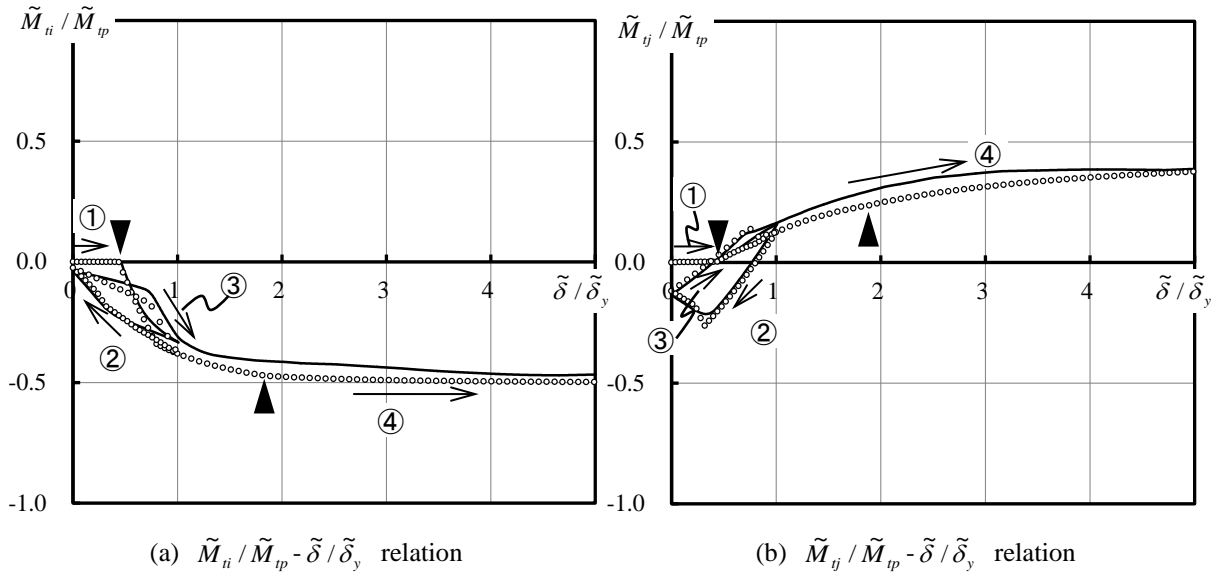 M̃ti / M̃tp
0.5
0.0
-0.5
-1.0
0 1 2 3 4
δ̃ / δ̃y
①
②
③
④
(a) M̃ti / M̃tp - δ̃ / δ̃y relation
M̃tj / M̃tp
0.5
0.0
-0.5
-1.0
0 1 2 3 4
δ̃ / δ̃y
①
②
③
④
(b) M̃tj / M̃tp - δ̃ / δ̃y relation